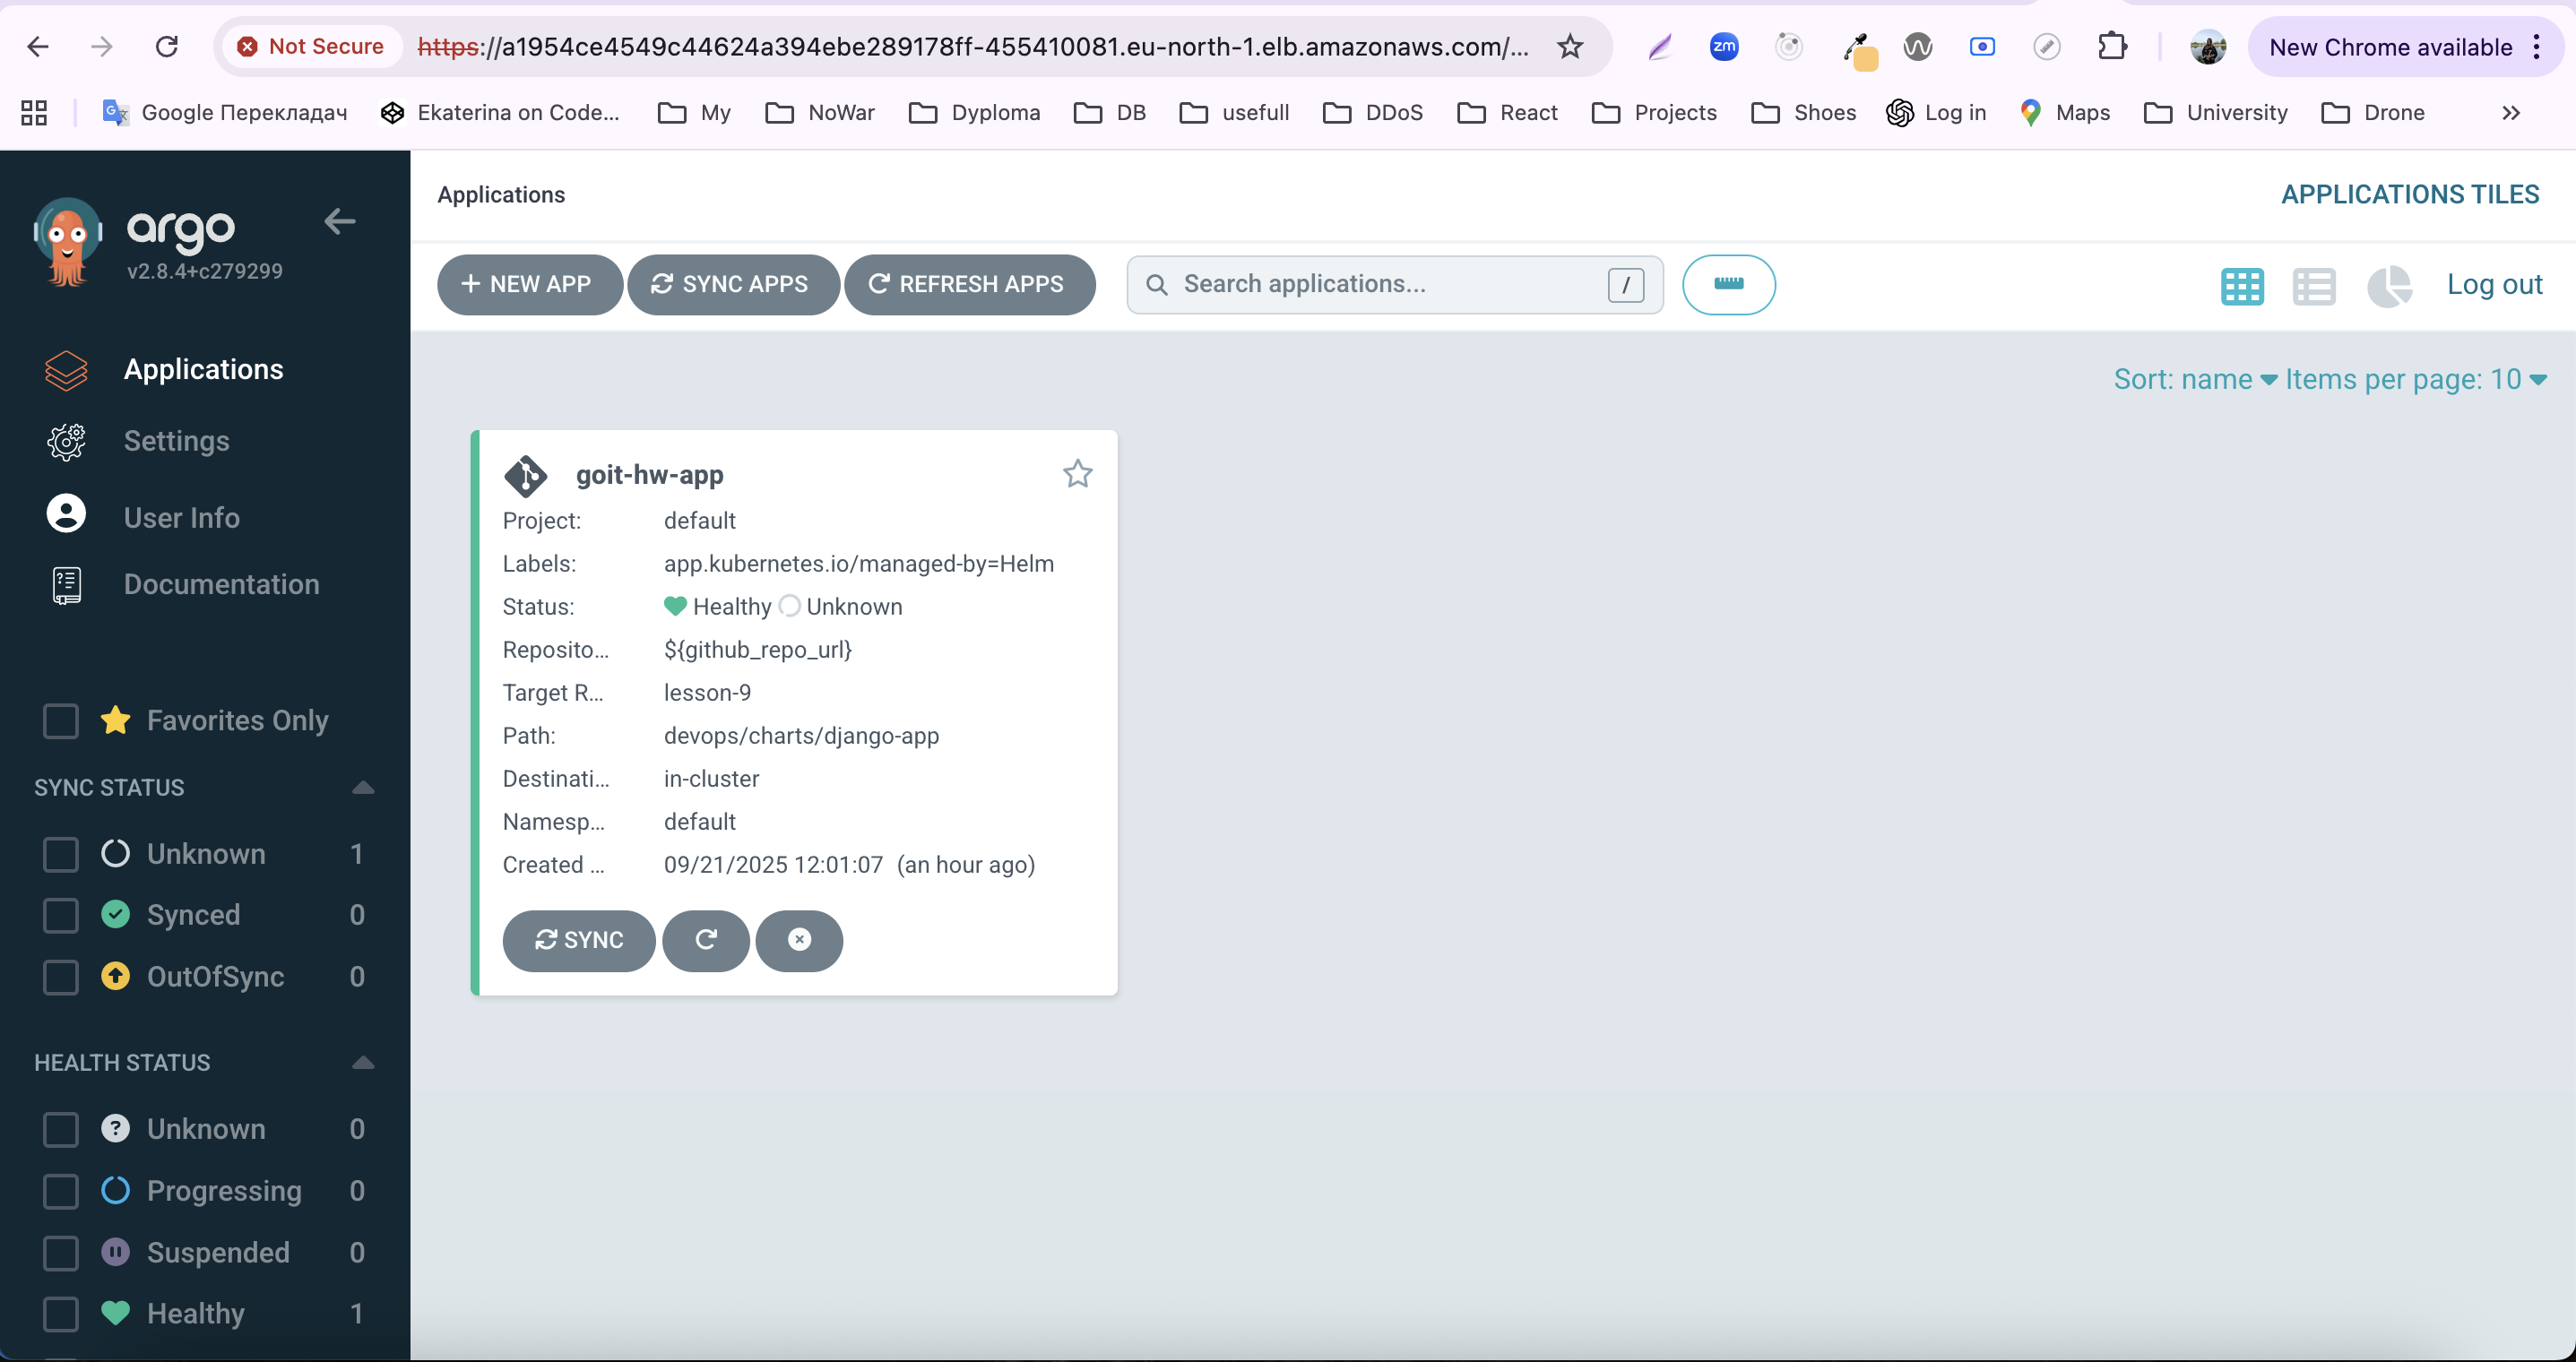 Not Secure https://a1954ce4549c44624a394ebe289178ff-455410081.eu-north-1.elb.amazonaws.com/... zm New Chrome available
Google Перекладач Ekaterina on Code... My NoWar Dyploma DB usefull DDoS React Projects Shoes Log in Maps University Drone »
argo
v2.8.4+c279299
Applications
Settings
User Info
Documentation
Favorites Only
SYNC STATUS
Unknown 1
Synced 0
OutOfSync 0
HEALTH STATUS
Unknown 0
Progressing 0
Suspended 0
Healthy 1
Applications APPLICATIONS TILES
+ NEW APP SYNC APPS REFRESH APPS Search applications... / Log out
Sort: name Items per page: 10
goit-hw-app
Project: default
Labels: app.kubernetes.io/managed-by=Helm
Status: Healthy Unknown
Reposito... ${github_repo_url}
Target R... lesson-9
Path: devops/charts/django-app
Destinati... in-cluster
Namesp... default
Created ... 09/21/2025 12:01:07 (an hour ago)
SYNC